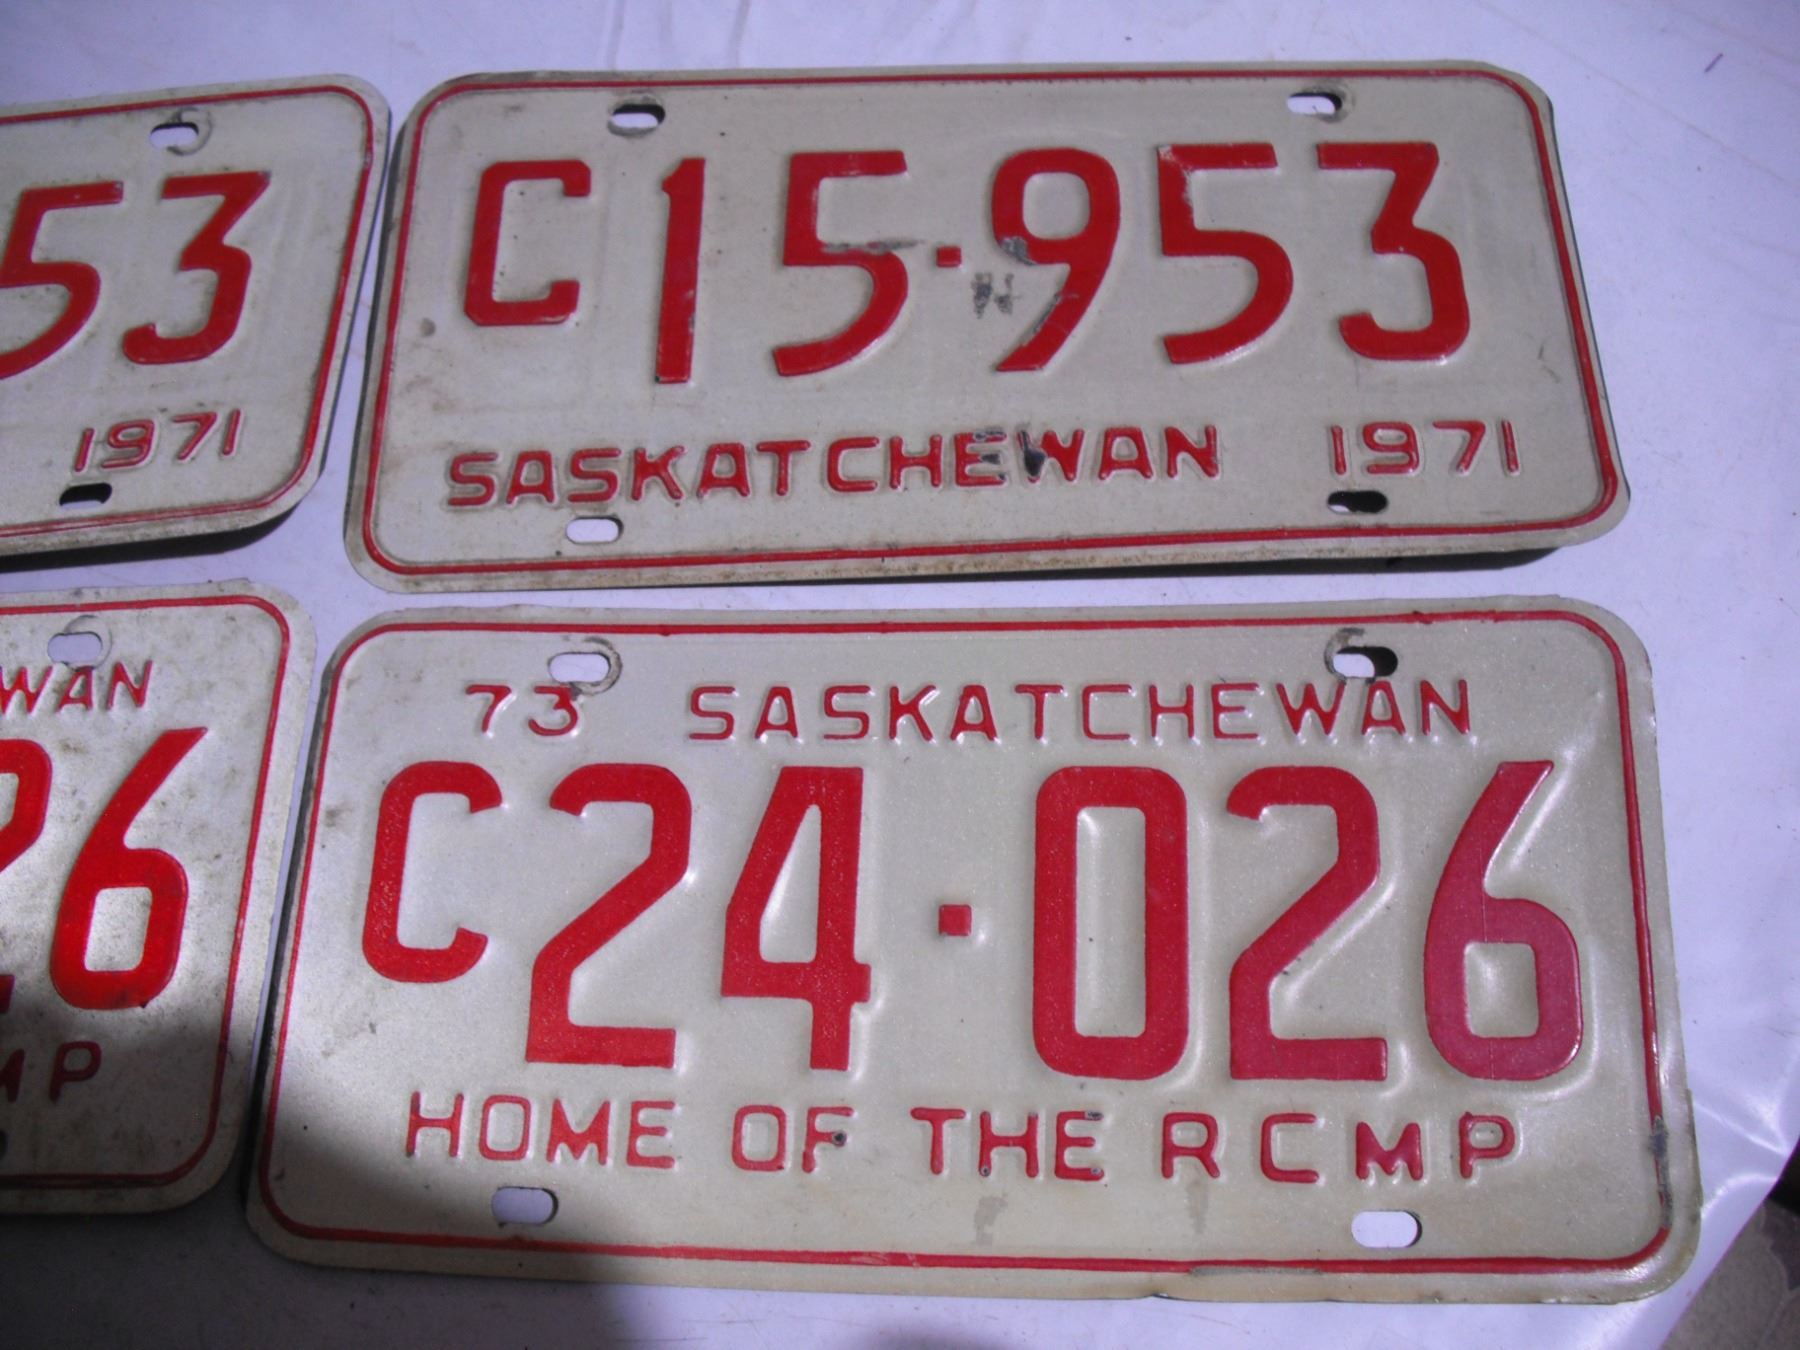 53
1971
C15·953
SASKATCHEWAN 1971
WAN
26
MP
73 SASKATCHEWAN
C24·026
HOME OF THE RCMP